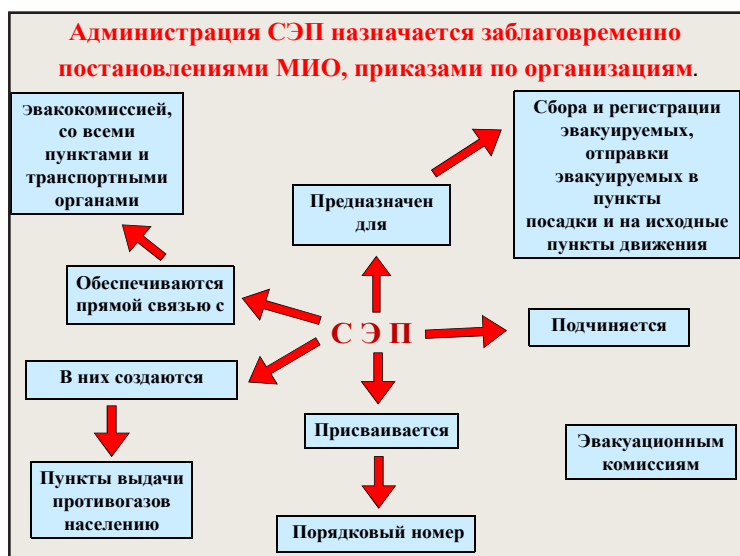 Администрация СЭП назначается заблаговременно
постановлениями МИО, приказами по организациям.
Эвакокомиссией,
со всеми
пунктами и
транспортными
органами
Предназначен
для
Сбора и регистрации
эвакуируемых,
отправки
эвакуируемых в
пункты
посадки и на исходные
пункты движения
Обеспечиваются
прямой связью с
С Э П
Подчиняется
В них создаются
Присваивается
Эвакуационным
комиссиям
Пункты выдачи
противогазов
населению
Порядковый номер